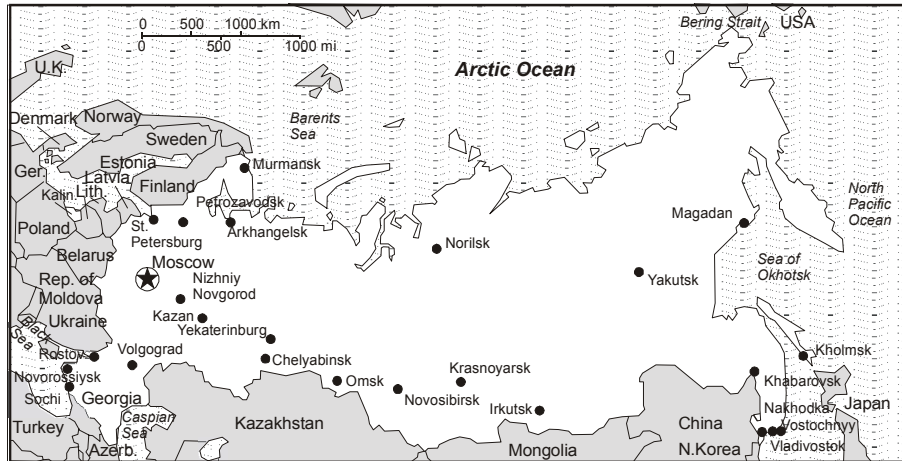 0 500 1000 km
0 500 1000 mi
Bering Strait
USA
U.K.
Arctic Ocean
Barents
Sea
Denmark
Norway
Sweden
Estonia
Ger.
Latvia
Lith.
Kalin.
Finland
Murmansk
Petrozavodsk
North
Pacific
Ocean
Poland
St.
Petersburg
Arkhangelsk
Magadan
Belarus
Norilsk
Moscow
Sea of
Okhotsk
Rep. of
Moldova
Nizhniy
Novgorod
Yakutsk
Kazan
Ukraine
Black
Sea
Yekaterinburg
Rostov
Volgograd
Chelyabinsk
Kholmsk
Novorossiysk
Omsk
Krasnoyarsk
Khabarovsk
Sochi
Georgia
Novosibirsk
Irkutsk
Nakhodka
Japan
Caspian
Sea
Kazakhstan
China
Vostochnyy
Turkey
Azerb.
Mongolia
N.Korea
Vladivostok